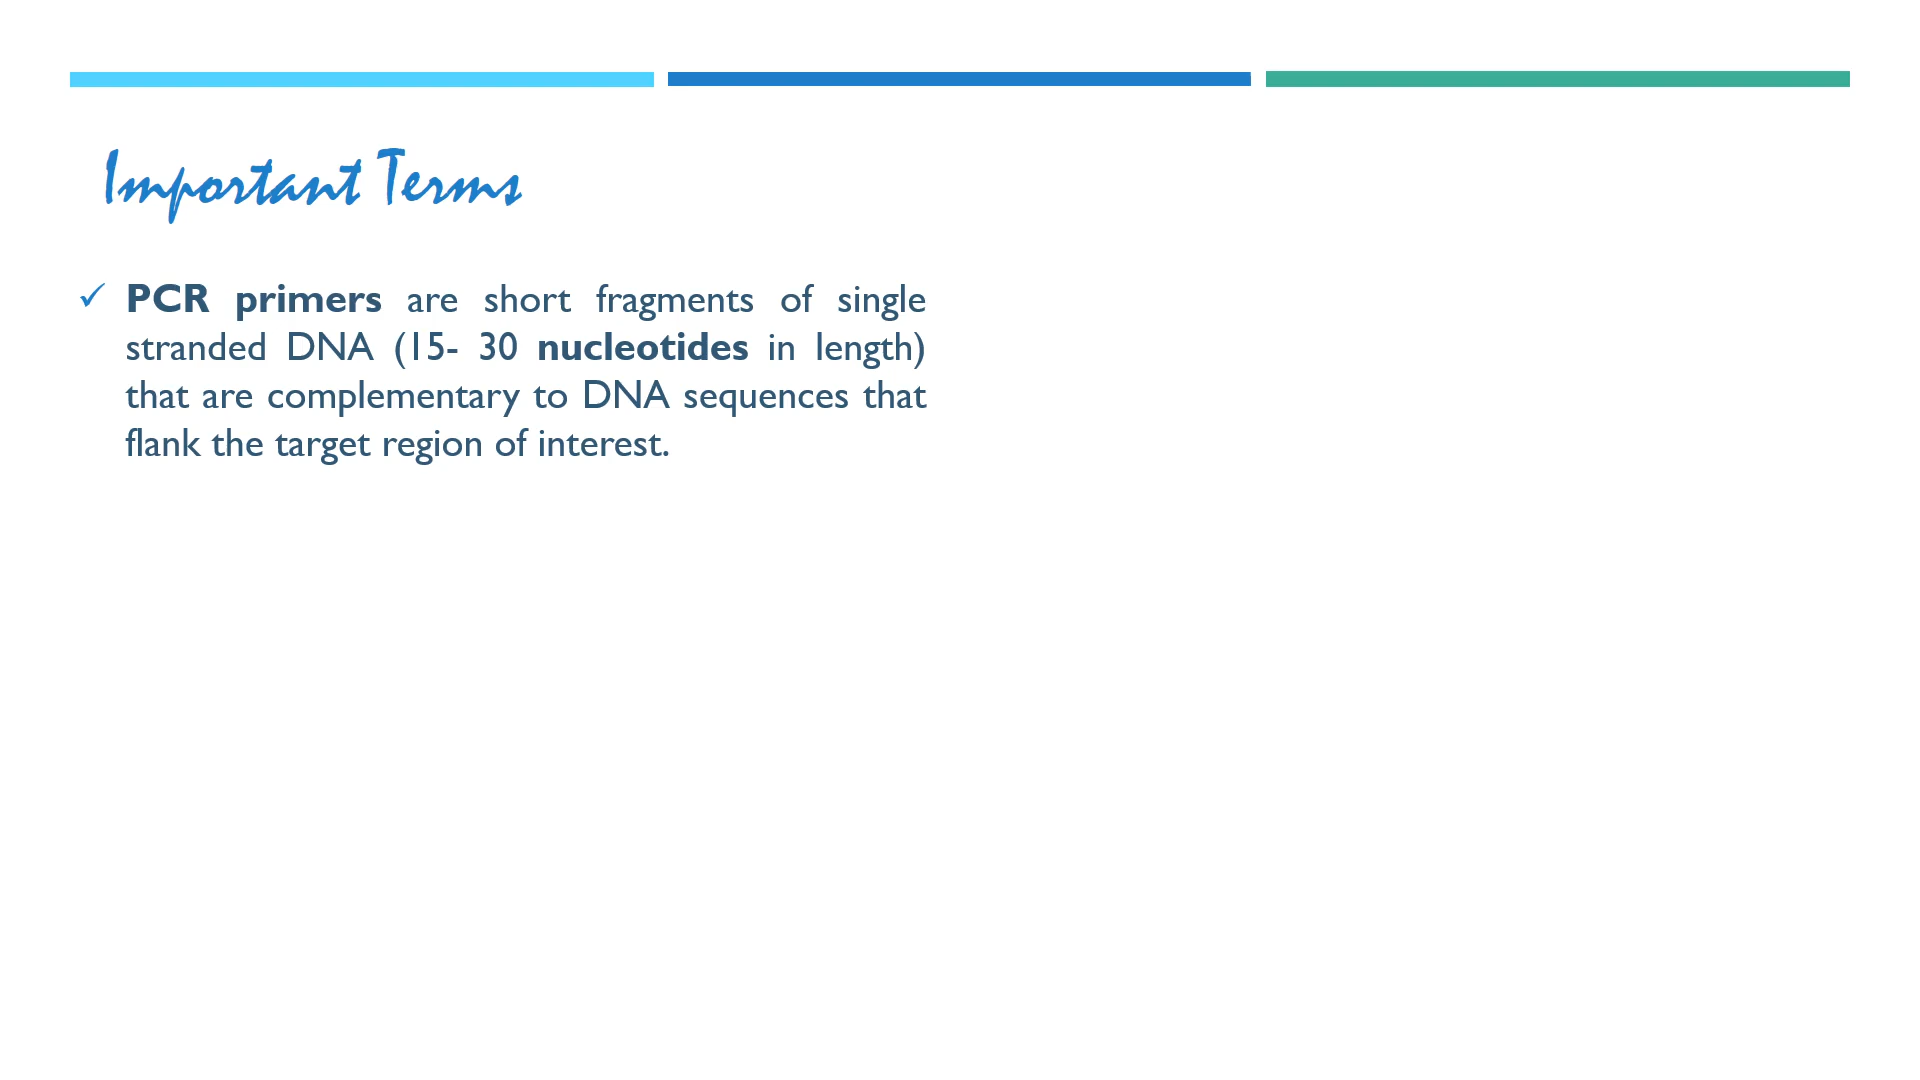 Important Terms
✓ PCR primers are short fragments of single
stranded DNA (15- 30 nucleotides in length)
that are complementary to DNA sequences that
flank the target region of interest.